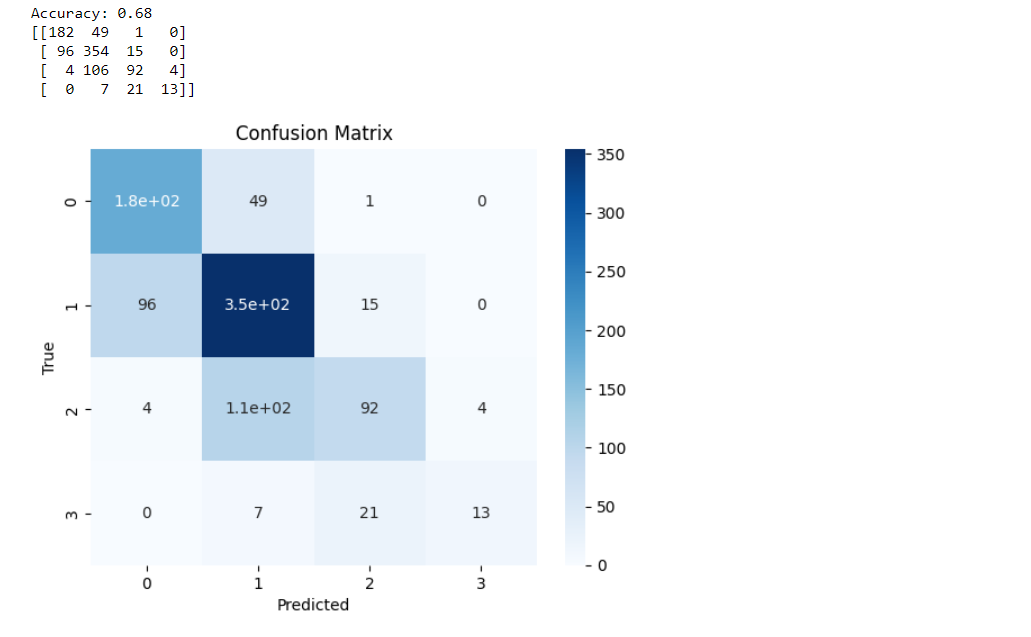 Accuracy: 0.68
[[182  49   1   0]
 [ 96 354  15   0]
 [  4 106  92   4]
 [  0   7  21  13]]
Confusion Matrix
350
300
250
200
150
100
50
0
True
0
1
2
3
1.8e+02 49 1 0
96 3.5e+02 15 0
4 1.1e+02 92 4
0 7 21 13
0 1 2 3
Predicted